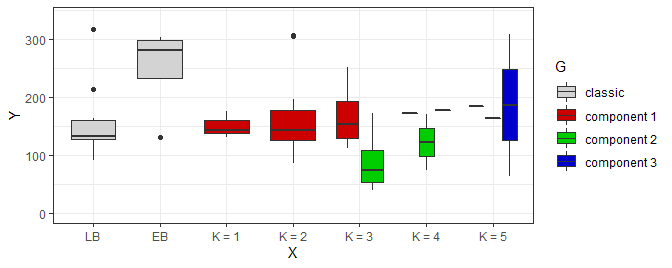 300
200
100
0
Y
LB EB K = 1 K = 2 K = 3 K = 4 K = 5
X
G
classic
component 1
component 2
component 3